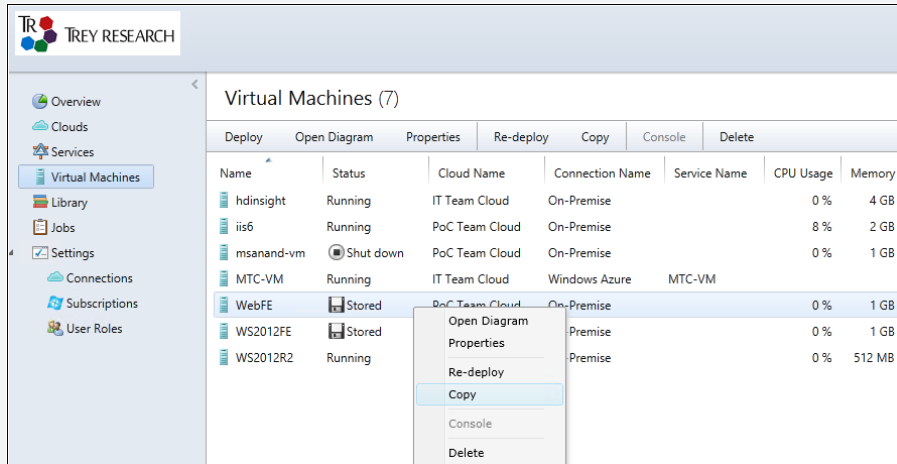 TR TREY RESEARCH
Overview
Clouds
Services
Virtual Machines
Library
Jobs
Settings
Connections
Subscriptions
User Roles
Virtual Machines (7)
Deploy Open Diagram Properties Re-deploy Copy Console Delete
Name Status Cloud Name Connection Name Service Name CPU Usage Memory
hdinsight Running IT Team Cloud On-Premise 0 % 4 GB
iis6 Running PoC Team Cloud On-Premise 8 % 2 GB
msanand-vm Shut down PoC Team Cloud On-Premise 0 % 1 GB
MTC-VM Running IT Team Cloud Windows Azure MTC-VM
WebFE Stored PoC Team Cloud On-Premise 0 % 1 GB
WS2012FE Stored -Premise 0 % 1 GB
WS2012R2 Running -Premise 0 % 512 MB
Open Diagram
Properties
Re-deploy
Copy
Console
Delete